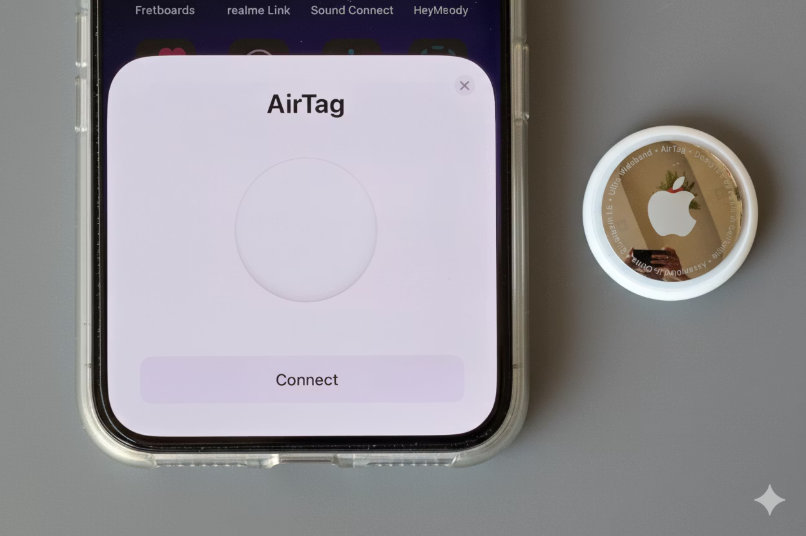 Fretboards realme Link Sound Connect HeyMeody
AirTag
Connect
Ultra Wideband • AirTag •